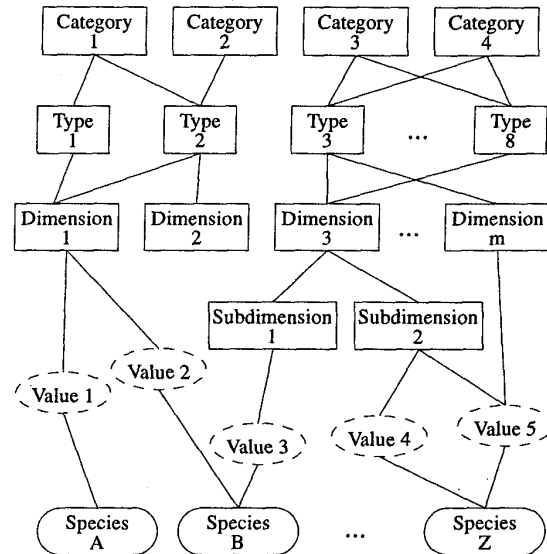 Category 1
Category 2
Category 3
Category 4
Type 1
Type 2
Type 3
...
Type 8
Dimension 1
Dimension 2
Dimension 3
...
Dimension m
Subdimension 1
Subdimension 2
Value 1
Value 2
Value 3
Value 4
Value 5
Species A
Species B
...
Species Z